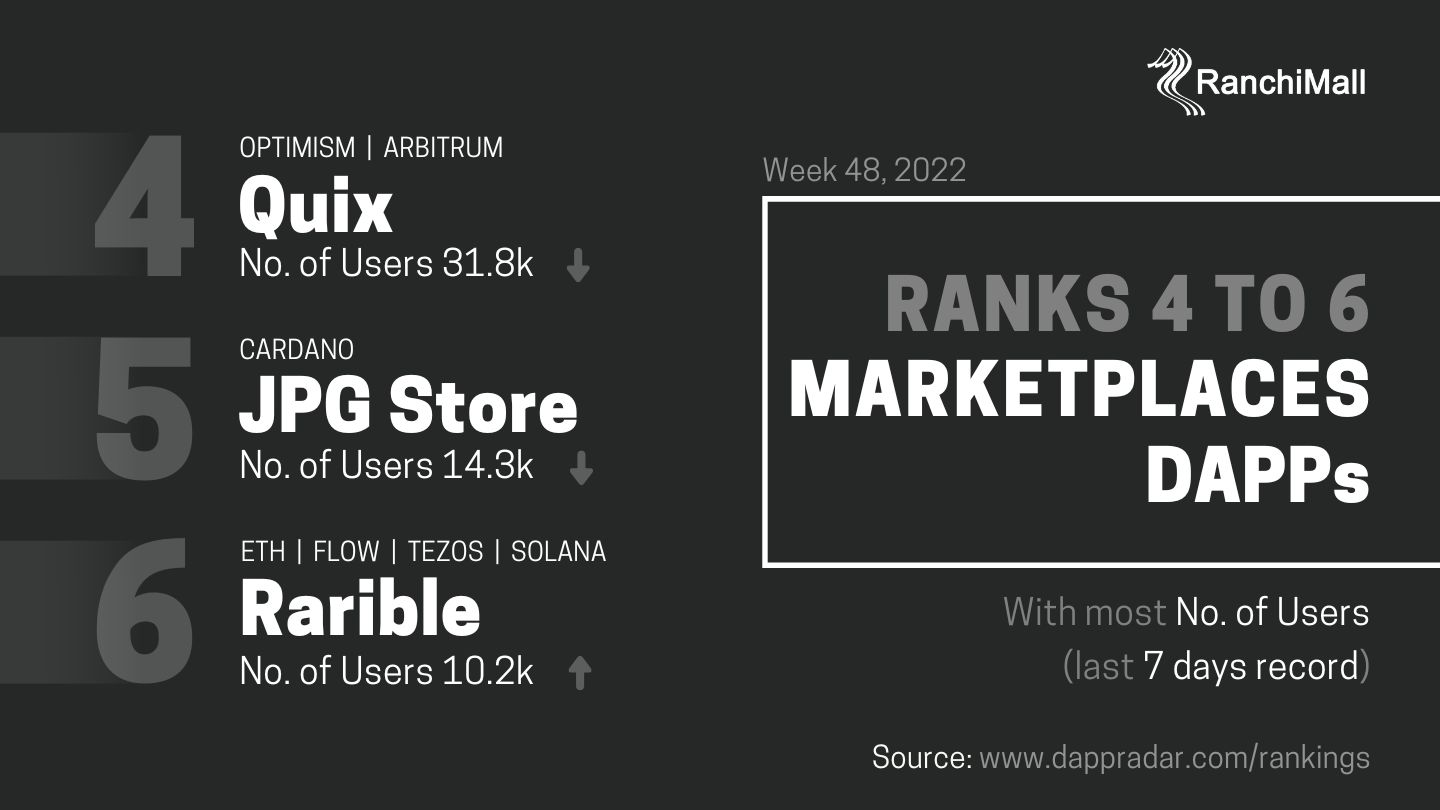 RanchiMall
4
OPTIMISM | ARBITRUM
Quix
No. of Users 31.8k
5
CARDANO
JPG Store
No. of Users 14.3k
6
ETH | FLOW | TEZOS | SOLANA
Rarible
No. of Users 10.2k
Week 48, 2022
RANKS 4 TO 6
MARKETPLACES
DAPPs
With most No. of Users
(last 7 days record)
Source: www.dappradar.com/rankings